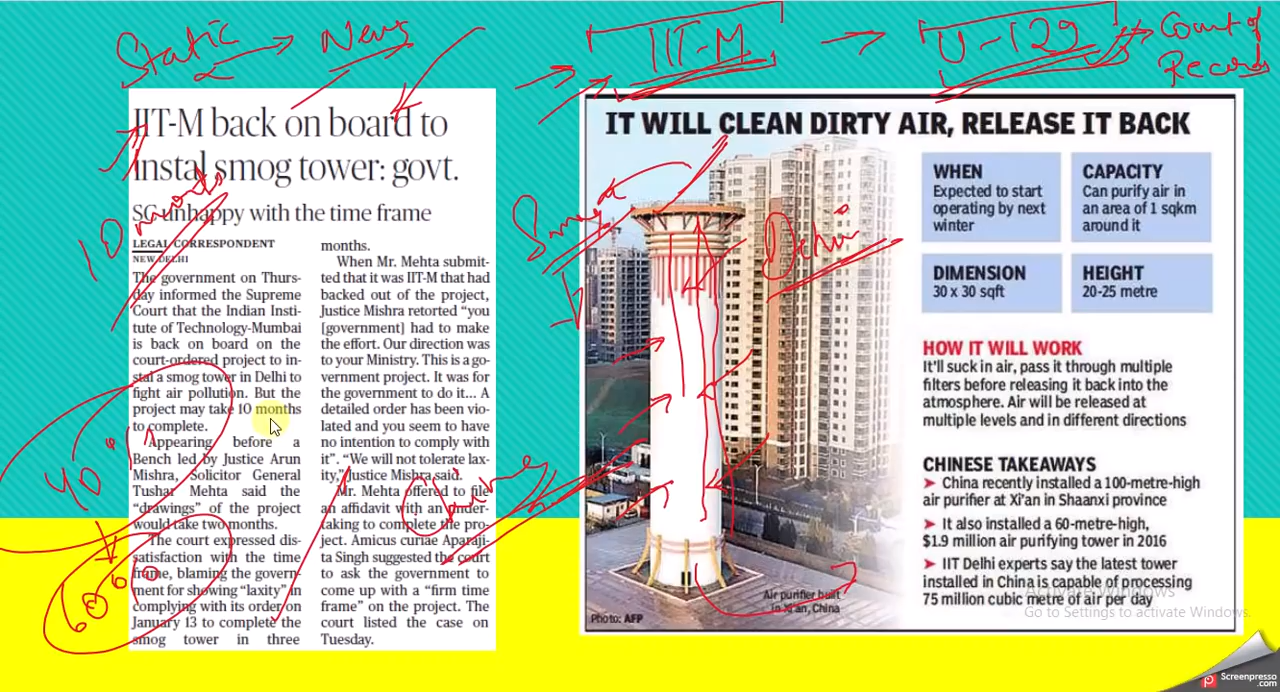 Static → News
IIT-M → U-129 → Court of
Records
IIT-M back on board to
instal smog tower: govt.
SC unhappy with the time frame
10 months
LEGAL CORRESPONDENT
NEW DELHI
The government on Thurs-
day informed the Supreme
Court that the Indian Insti-
tute of Technology-Mumbai
is back on board on the
court-ordered project to in-
stal a smog tower in Delhi to
fight air pollution. But the
project may take 10 months
to complete.
Appearing before a
Bench led by Justice Arun
Mishra, Solicitor General
Tushar Mehta said the
“drawings” of the project
would take two months.
The court expressed dis-
satisfaction with the time
frame, blaming the govern-
ment for showing “laxity” in
complying with its order on
January 13 to complete the
smog tower in three
months.
When Mr. Mehta submit-
ted that it was IIT-M that had
backed out of the project,
Justice Mishra retorted “you
[government] had to make
the effort. Our direction was
to your Ministry. This is a go-
vernment project. It was for
the government to do it... A
detailed order has been vio-
lated and you seem to have
no intention to comply with
it”. “We will not tolerate lax-
ity,” Justice Mishra said.
Mr. Mehta offered to file
an affidavit with an under-
taking to complete the pro-
ject. Amicus curiae Aparaji-
ta Singh suggested the court
to ask the government to
come up with a “firm time
frame” on the project. The
court listed the case on
Tuesday.
IT WILL CLEAN DIRTY AIR, RELEASE IT BACK
Delhi
WHEN
Expected to start
operating by next
winter
CAPACITY
Can purify air in
an area of 1 sqkm
around it
DIMENSION
30 x 30 sqft
HEIGHT
20-25 metre
HOW IT WILL WORK
It'll suck in air, pass it through multiple
filters before releasing it back into the
atmosphere. Air will be released at
multiple levels and in different directions
CHINESE TAKEAWAYS
➤ China recently installed a 100-metre-high
air purifier at Xi'an in Shaanxi province
➤ It also installed a 60-metre-high,
$1.9 million air purifying tower in 2016
➤ IIT Delhi experts say the latest tower
installed in China is capable of processing
75 million cubic metre of air per day
Air purifier built
in Xi'an, China
Photo: AFP
Activate Windows
Go to Settings to activate Windows.
Screenpresso
.com